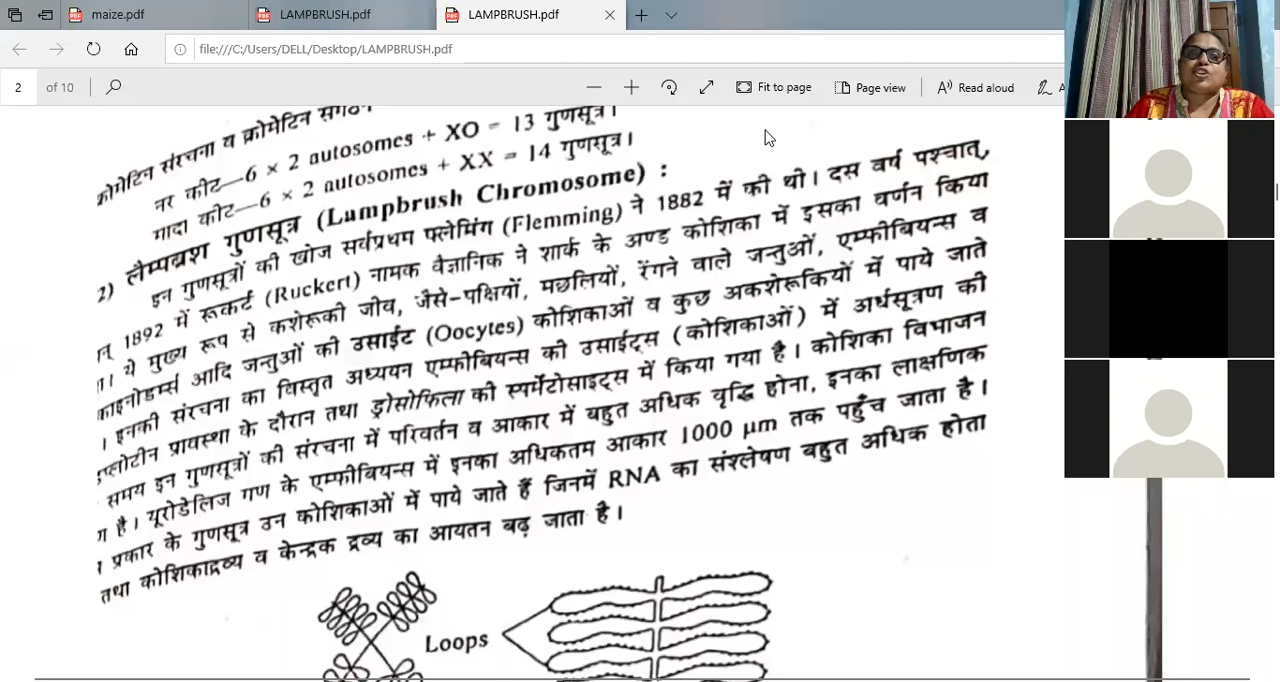 maize.pdf
LAMPBRUSH.pdf
LAMPBRUSH.pdf
file:///C:/Users/DELL/Desktop/LAMPBRUSH.pdf
2 of 10
Fit to page
Page view
Read aloud
क्रोमेटिन संरचना व क्रोमेटिन
नर कीट—6 × 2 autosomes + XO = 13 गुणसूत्र।
मादा कीट—6 × 2 autosomes + XX = 14 गुणसूत्र।
2) लैम्पब्रश गुणसूत्र (Lampbrush Chromosome) :
इन गुणसूत्रों की खोज सर्वप्रथम फ्लेमिंग (Flemming) ने 1882 में की थी। दस वर्ष पश्चात्,
1892 में रूकर्ट (Ruckert) नामक वैज्ञानिक ने शार्क के अण्ड कोशिका में इसका वर्णन किया
। ये मुख्य रूप से कशेरूकी जीव, जैसे-पक्षियों, मछलियों, रेंगने वाले जन्तुओं, एम्फीबियन्स व
काइनोडर्म्स आदि जन्तुओं की उसाईट (Oocytes) कोशिकाओं व कुछ अकशेरूकियों में पाये जाते
। इनकी संरचना का विस्तृत अध्ययन एम्फीबियन्स की उसाईट्स (कोशिकाओं) में अर्धसूत्रण की
प्लोटीन प्रावस्था के दौरान तथा ड्रोसोफिला की स्पर्मेटोसाइट्स में किया गया है। कोशिका विभाजन
समय इन गुणसूत्रों की संरचना में परिवर्तन व आकार में बहुत अधिक वृद्धि होना, इनका लाक्षणिक
है। यूरोडेलिज गण के एम्फीबियन्स में इनका अधिकतम आकार 1000 μm तक पहुँच जाता है।
प्रकार के गुणसूत्र उन कोशिकाओं में पाये जाते हैं जिनमें RNA का संश्लेषण बहुत अधिक होता
तथा कोशिकाद्रव्य व केन्द्रक द्रव्य का आयतन बढ़ जाता है।
Loops